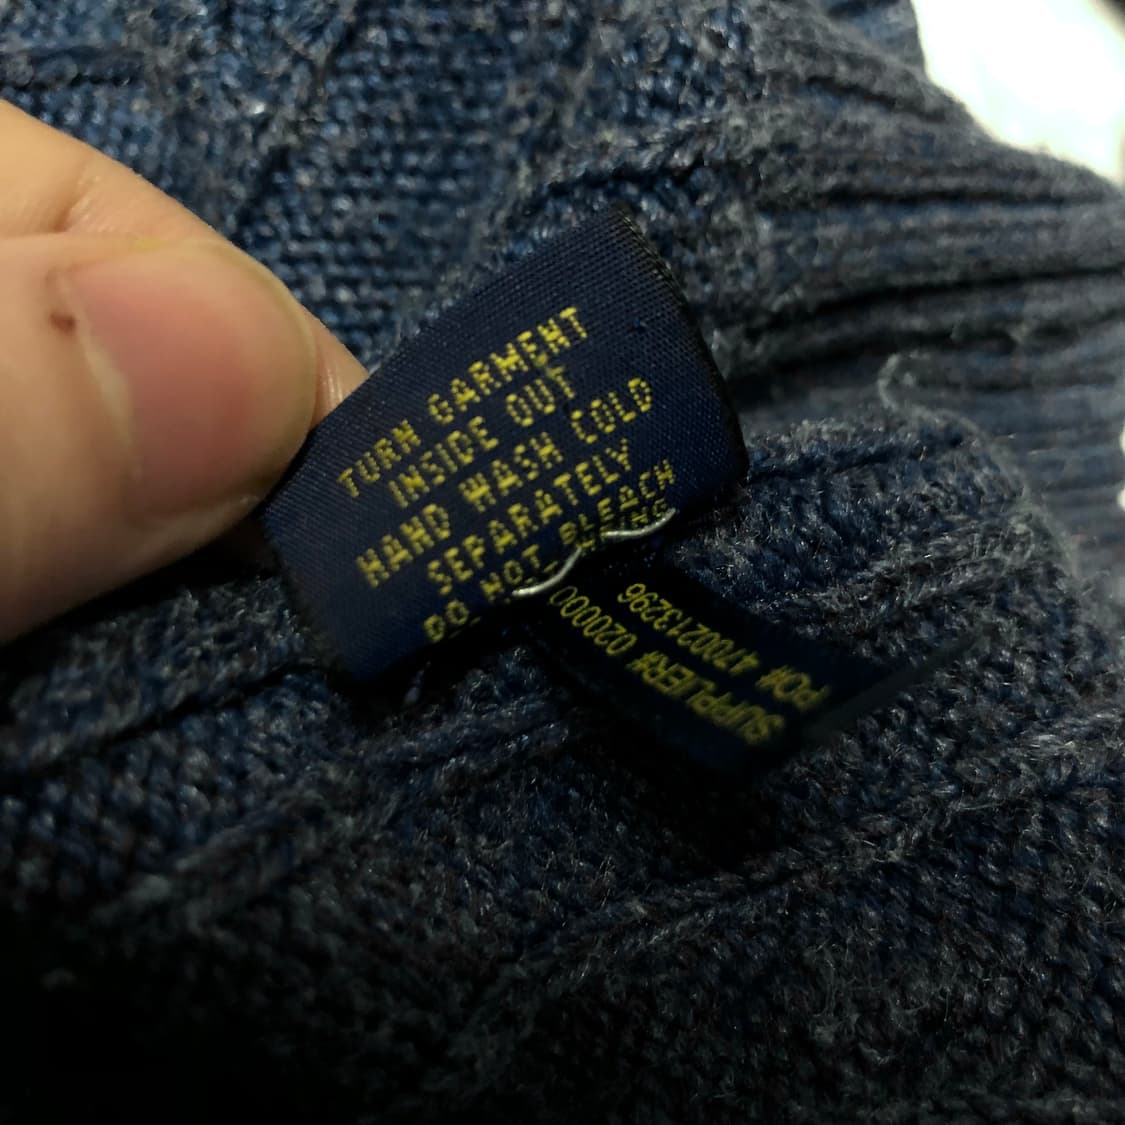 TURN GARMENT
INSIDE OUT
HAND WASH COLD
SEPARATELY
DO NOT BLEACH
SUPPLIER# 020000
PO# 4700213296